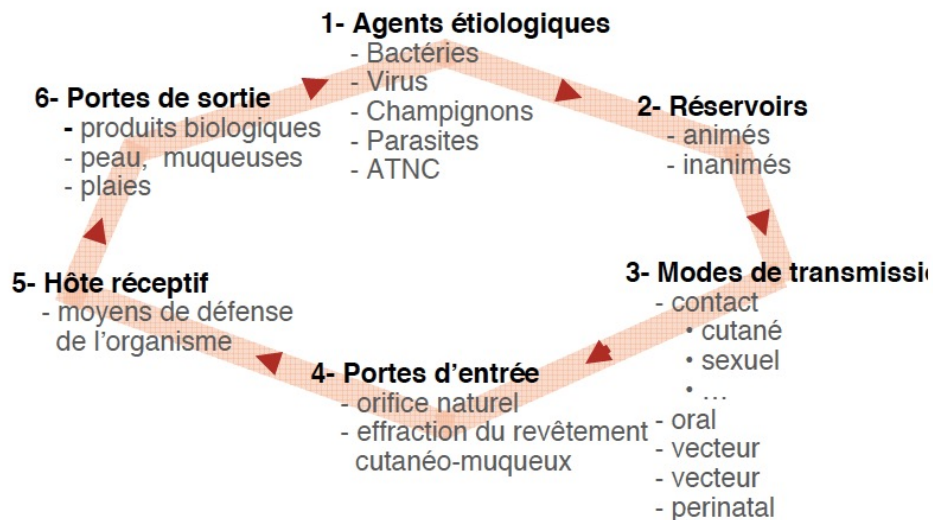 1- Agents étiologiques
- Bactéries
- Virus
- Champignons
- Parasites
- ATNC
2- Réservoirs
- animés
- inanimés
3- Modes de transmissi
- contact
• cutané
• sexuel
• ...
- oral
- vecteur
- vecteur
- perinatal
4- Portes d'entrée
- orifice naturel
- effraction du revêtement
cutanéo-muqueux
5- Hôte réceptif
- moyens de défense
de l'organisme
6- Portes de sortie
- produits biologiques
- peau, muqueuses
- plaies